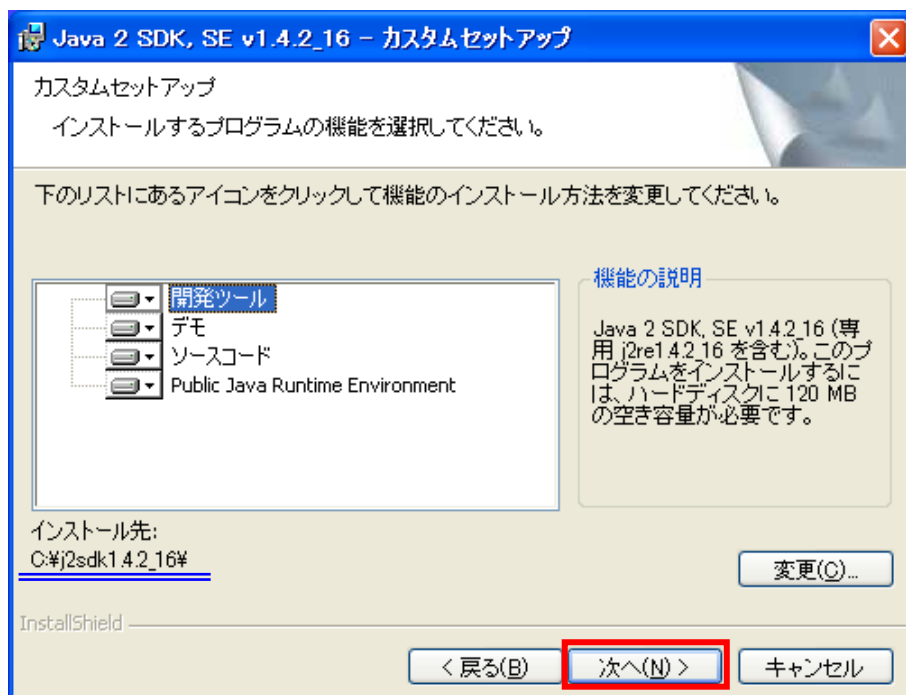 Java 2 SDK, SE v1.4.2_16 - カスタムセットアップ
カスタムセットアップ
インストールするプログラムの機能を選択してください。
下のリストにあるアイコンをクリックして機能のインストール方法を変更してください。
開発ツール
デモ
ソースコード
Public Java Runtime Environment
機能の説明
Java 2 SDK, SE v1.4.2_16 (専
用 j2re1.4.2_16 を含む)。このプ
ログラムをインストールするに
は、ハードディスクに 120 MB
の空き容量が必要です。
インストール先:
C:¥j2sdk1.4.2_16¥
変更(C)...
InstallShield
< 戻る(B)
次へ(N) >
キャンセル